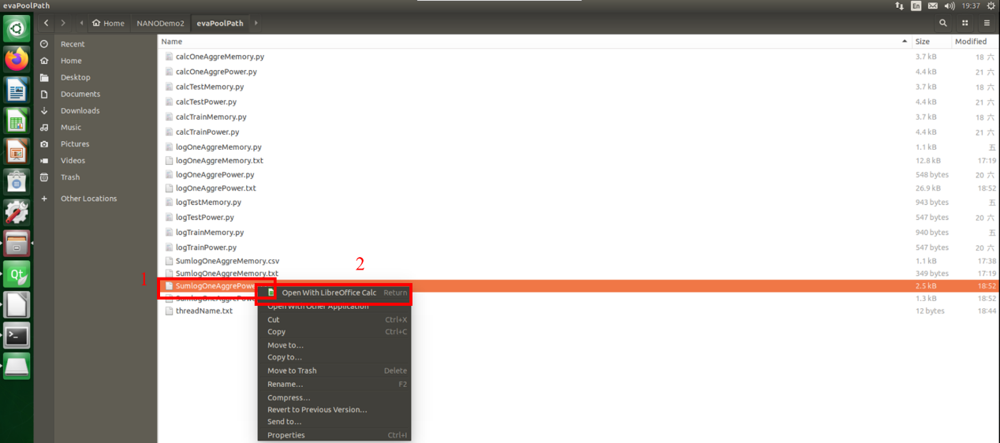 evaPoolPath
En
19:37
Home NANODemo2 evaPoolPath
Recent
Home
Desktop
Documents
Downloads
Music
Pictures
Videos
Trash
Other Locations
Name Size Modified
calcOneAggreMemory.py 3.7 kB 18 六
calcOneAggrePower.py 4.4 kB 21 六
calcTestMemory.py 3.7 kB 18 六
calcTestPower.py 4.4 kB 21 六
calcTrainMemory.py 3.7 kB 18 六
calcTrainPower.py 4.4 kB 21 六
logOneAggreMemory.py 1.1 kB 五
logOneAggreMemory.txt 12.8 kB 17:19
logOneAggrePower.py 548 bytes 20 六
logOneAggrePower.txt 26.9 kB 18:52
logTestMemory.py 943 bytes 五
logTestPower.py 547 bytes 20 六
logTrainMemory.py 940 bytes 五
logTrainPower.py 547 bytes 20 六
SumlogOneAggreMemory.csv 1.1 kB 17:38
SumlogOneAggreMemory.txt 349 bytes 17:19
SumlogOneAggrePowe 2.5 kB 18:52
SumlogOneAggrePowe 1.3 kB 18:52
threadName.txt 12 bytes 18:44
1
2
Open With LibreOffice Calc Return
Open With Other Application
Cut Ctrl+X
Copy Ctrl+C
Move to...
Copy to...
Move to Trash Delete
Rename... F2
Compress...
Revert to Previous Version...
Send to...
Properties Ctrl+I
Qt